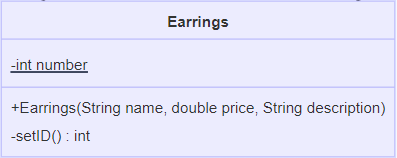 Earrings
-int number
+Earrings(String name, double price, String description)
-setID() : int